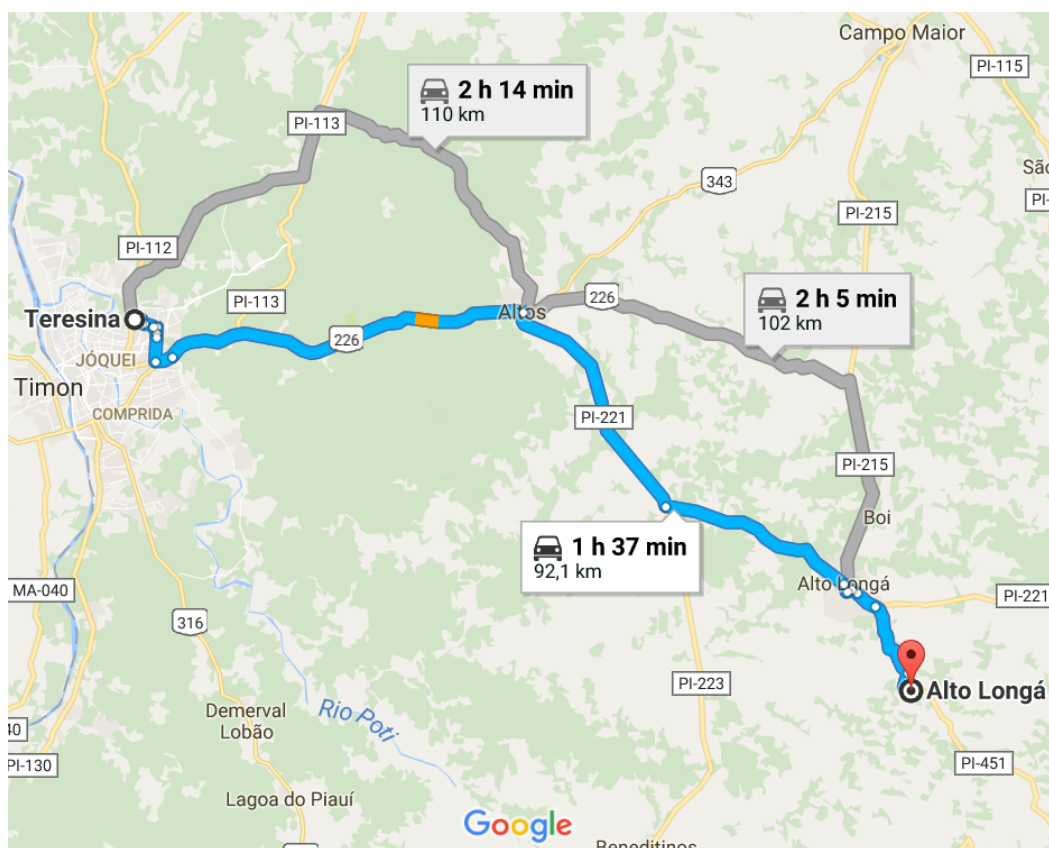 Campo Maior
PI-115
2 h 14 min
110 km
PI-113
343
São
PI-
PI-215
PI-112
2 h 5 min
102 km
226
PI-113
Teresina
Altos
226
JÓQUEI
Timon
COMPRIDA
PI-221
PI-215
Boi
1 h 37 min
92,1 km
Alto Longá
MA-040
PI-221
316
PI-223
Alto Longá
Demerval
Lobão
Rio Poti
40
PI-130
PI-451
Lagoa do Piauí
Google
Beneditinos